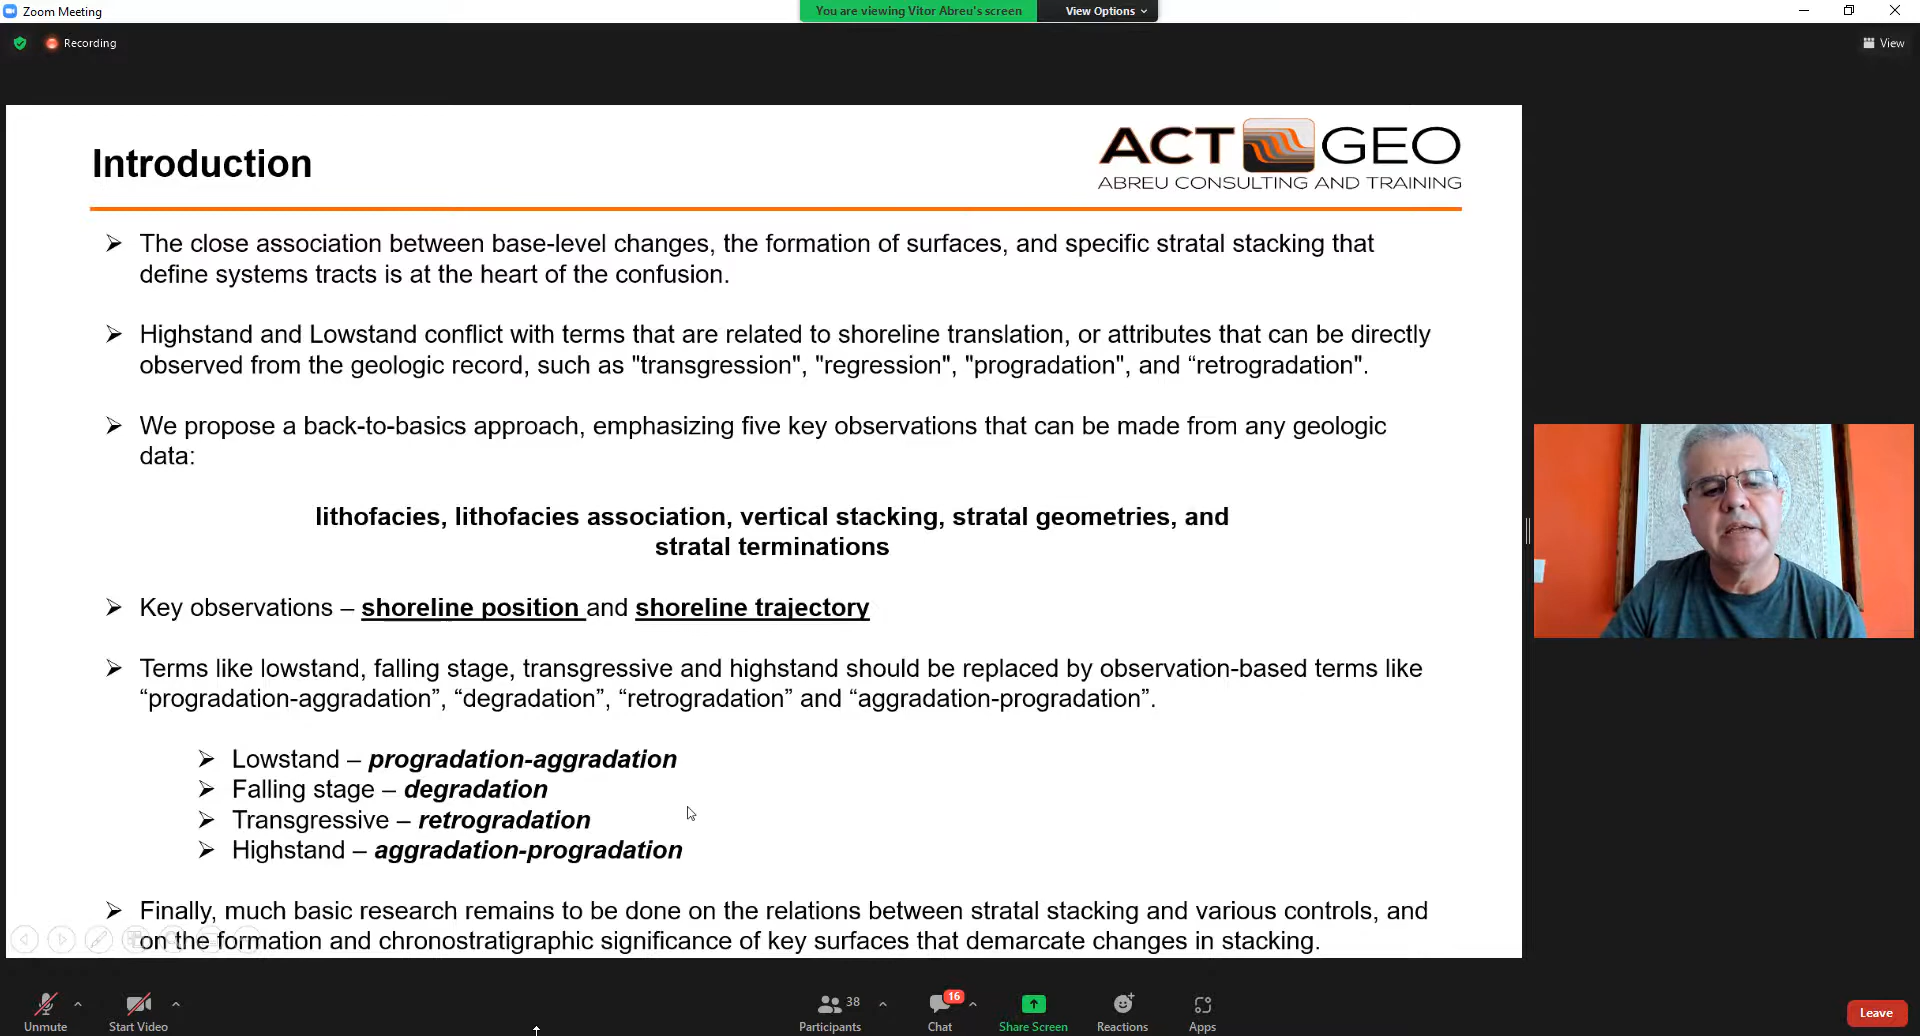 Zoom Meeting
You are viewing Vitor Abreu's screen
View Options
Recording
View
Introduction
ACT GEO
ABREU CONSULTING AND TRAINING
The close association between base-level changes, the formation of surfaces, and specific stratal stacking that
define systems tracts is at the heart of the confusion.
Highstand and Lowstand conflict with terms that are related to shoreline translation, or attributes that can be directly
observed from the geologic record, such as "transgression", "regression", "progradation", and “retrogradation".
We propose a back-to-basics approach, emphasizing five key observations that can be made from any geologic
data:
lithofacies, lithofacies association, vertical stacking, stratal geometries, and
stratal terminations
Key observations – shoreline position and shoreline trajectory
Terms like lowstand, falling stage, transgressive and highstand should be replaced by observation-based terms like
“progradation-aggradation”, “degradation”, “retrogradation” and “aggradation-progradation”.
Lowstand – progradation-aggradation
Falling stage – degradation
Transgressive – retrogradation
Highstand – aggradation-progradation
Finally, much basic research remains to be done on the relations between stratal stacking and various controls, and
on the formation and chronostratigraphic significance of key surfaces that demarcate changes in stacking.
Unmute
Start Video
38
Participants
16
Chat
Share Screen
Reactions
Apps
Leave